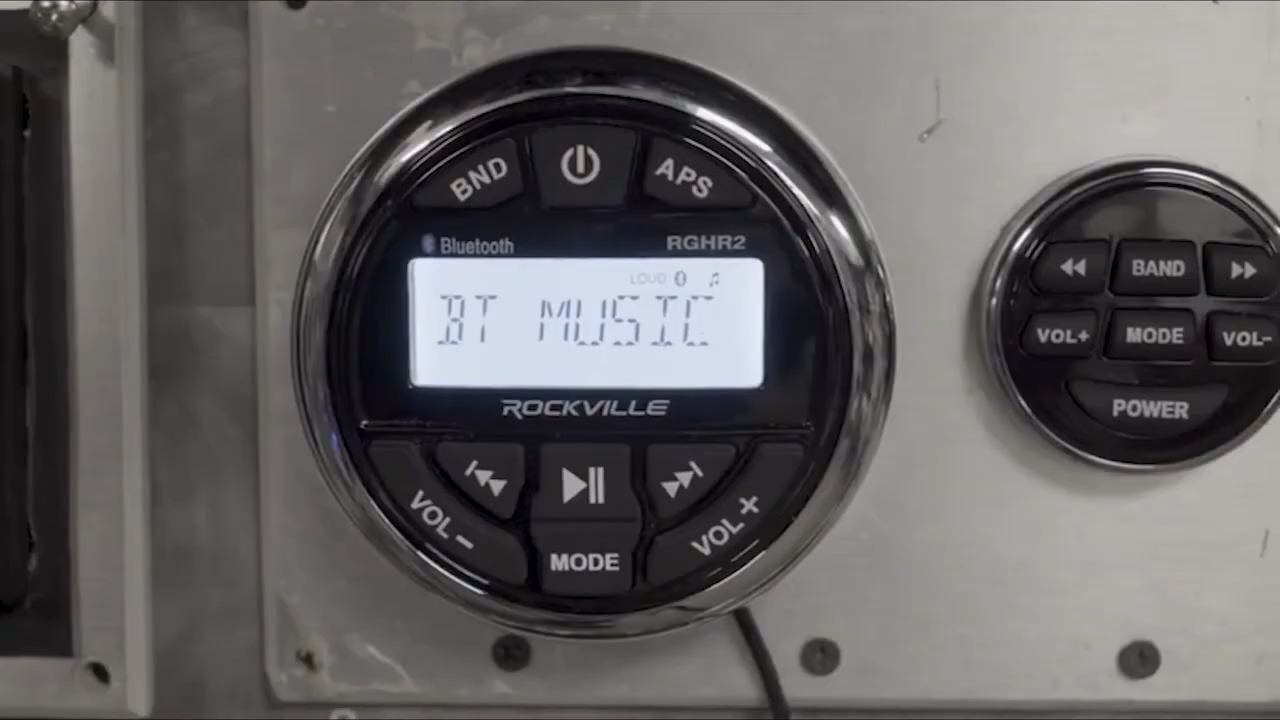 BND
APS
Bluetooth
RGHR2
LOUD
BT MUSIC
ROCKVILLE
VOL -
VOL +
MODE
BAND
VOL+
MODE
VOL-
POWER